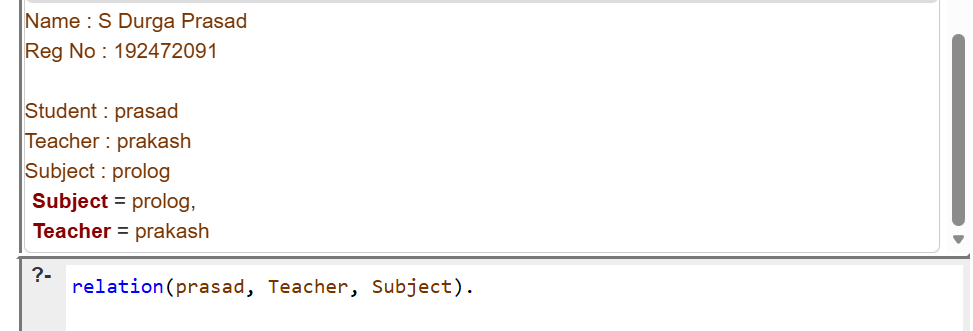 Name : S Durga Prasad
Reg No : 192472091
Student : prasad
Teacher : prakash
Subject : prolog
Subject = prolog,
Teacher = prakash
?- relation(prasad, Teacher, Subject).